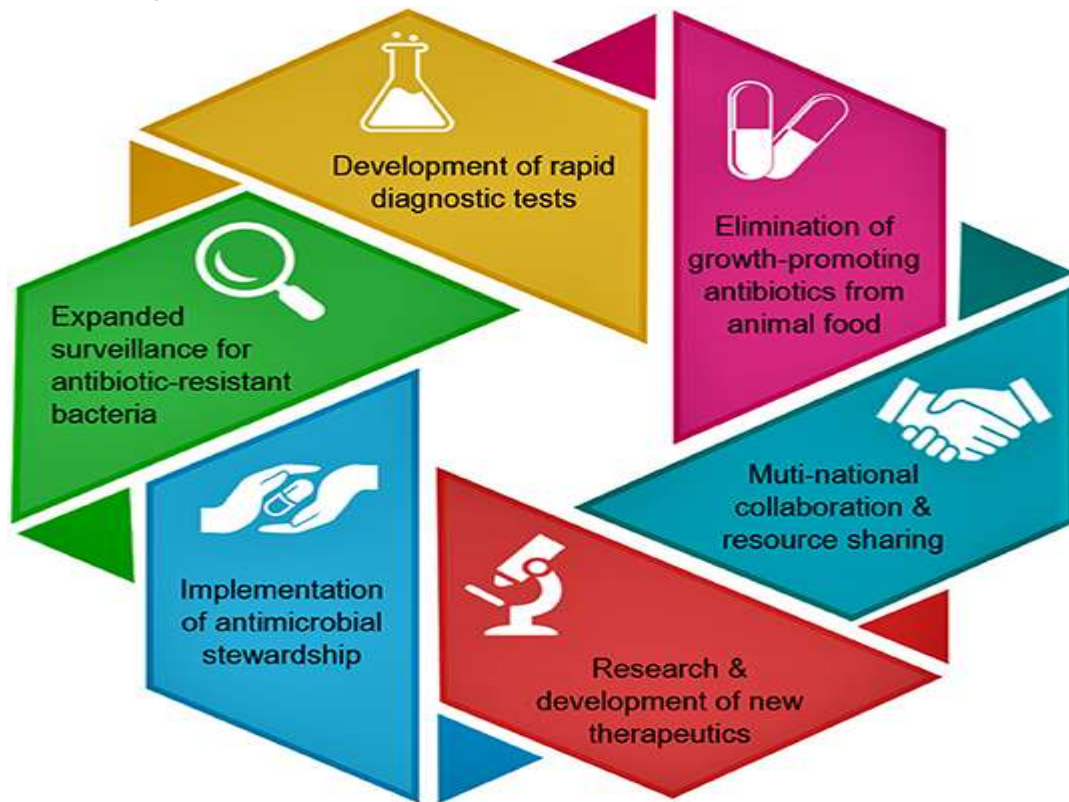 Development of rapid
diagnostic tests
Elimination of
growth-promoting
antibiotics from
animal food
Expanded
surveillance for
antibiotic-resistant
bacteria
Muti-national
collaboration &
resource sharing
Implementation
of antimicrobial
stewardship
Research &
development of new
therapeutics